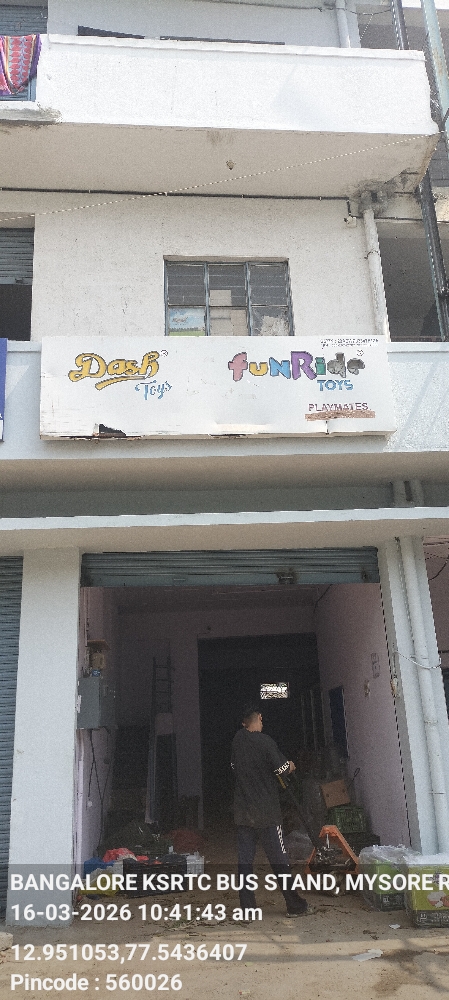 Dash
Toys
funRide
TOYS
PLAYMATES
BANGALORE KSRTC BUS STAND, MYSORE R
16-03-2026 10:41:43 am
12.951053,77.5436407
Pincode : 560026